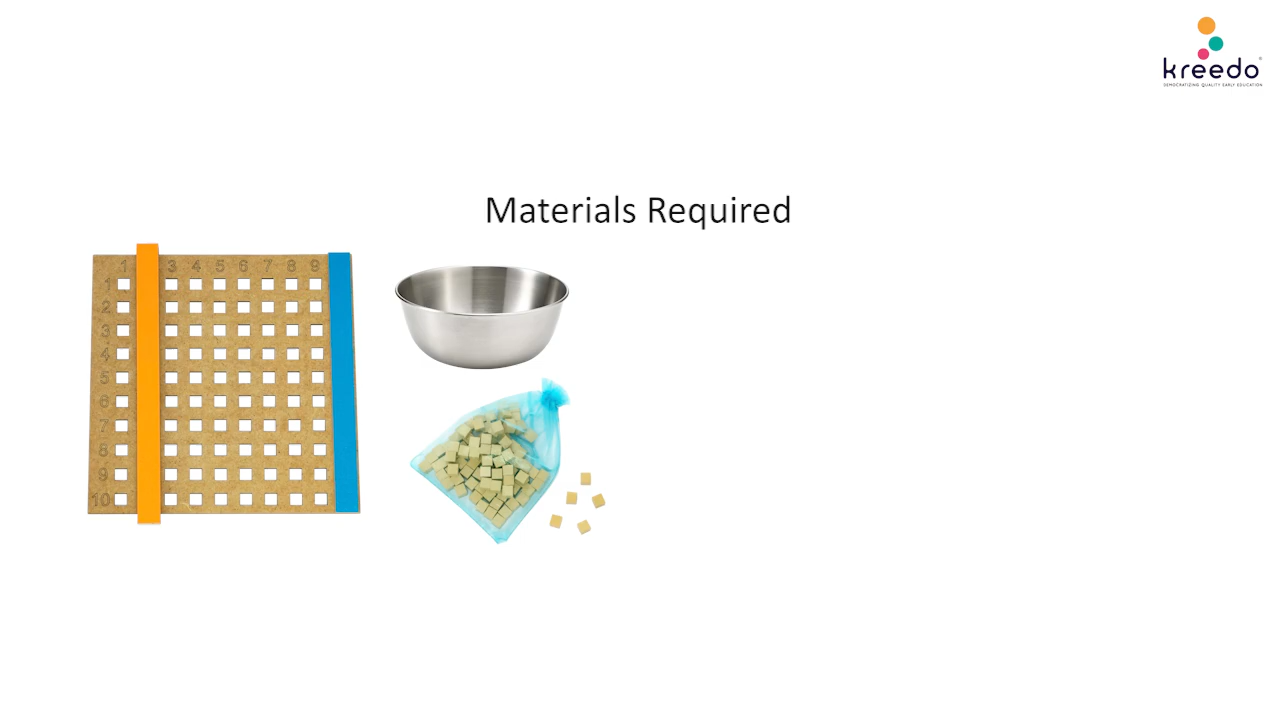 kreedo
DEMOCRATIZING QUALITY EARLY EDUCATION
Materials Required
1 3 4 5 6 7 8 9
1
2
3
4
5
6
7
8
9
10